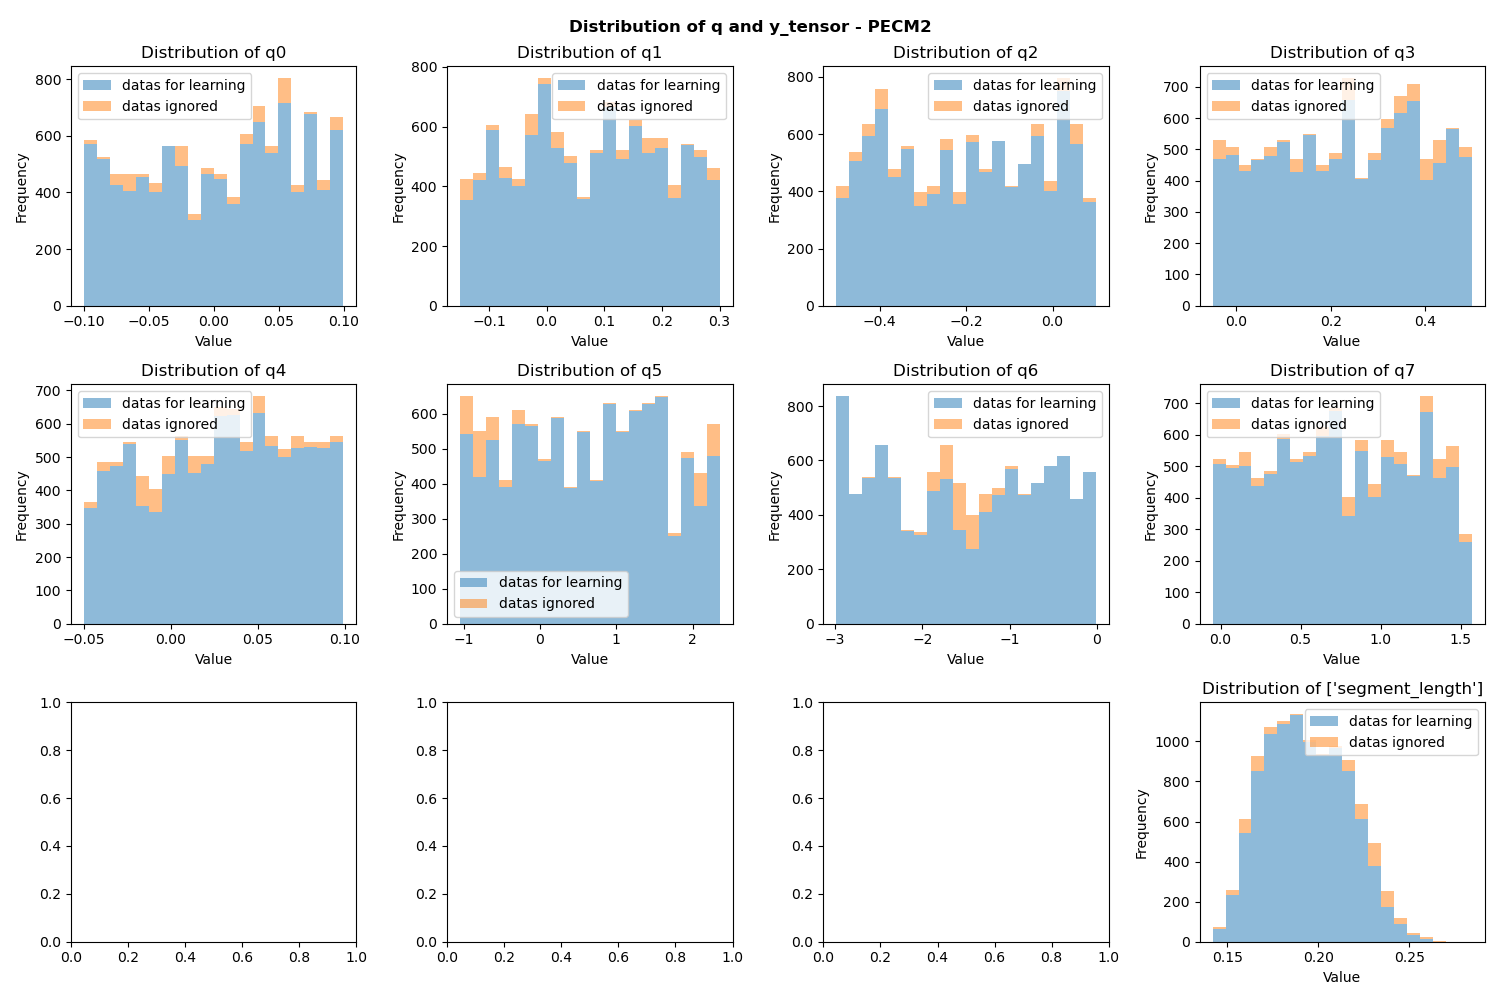 Distribution of q and y_tensor - PECM2
Distribution of q0
datas for learning
datas ignored
Frequency
800
600
400
200
0
−0.10 −0.05 0.00 0.05 0.10
Value
Distribution of q1
datas for learning
datas ignored
Frequency
800
600
400
200
0
−0.1 0.0 0.1 0.2 0.3
Value
Distribution of q2
datas for learning
datas ignored
Frequency
800
600
400
200
0
−0.4 −0.2 0.0
Value
Distribution of q3
datas for learning
datas ignored
Frequency
700
600
500
400
300
200
100
0
0.0 0.2 0.4
Value
Distribution of q4
datas for learning
datas ignored
Frequency
700
600
500
400
300
200
100
0
−0.05 0.00 0.05 0.10
Value
Distribution of q5
datas for learning
datas ignored
Frequency
600
500
400
300
200
100
0
−1 0 1 2
Value
Distribution of q6
datas for learning
datas ignored
Frequency
800
600
400
200
0
−3 −2 −1 0
Value
Distribution of q7
datas for learning
datas ignored
Frequency
700
600
500
400
300
200
100
0
0.0 0.5 1.0 1.5
Value
1.0
0.8
0.6
0.4
0.2
0.0
0.0 0.2 0.4 0.6 0.8 1.0
1.0
0.8
0.6
0.4
0.2
0.0
0.0 0.2 0.4 0.6 0.8 1.0
1.0
0.8
0.6
0.4
0.2
0.0
0.0 0.2 0.4 0.6 0.8 1.0
Distribution of ['segment_length']
datas for learning
datas ignored
Frequency
1000
800
600
400
200
0
0.15 0.20 0.25
Value